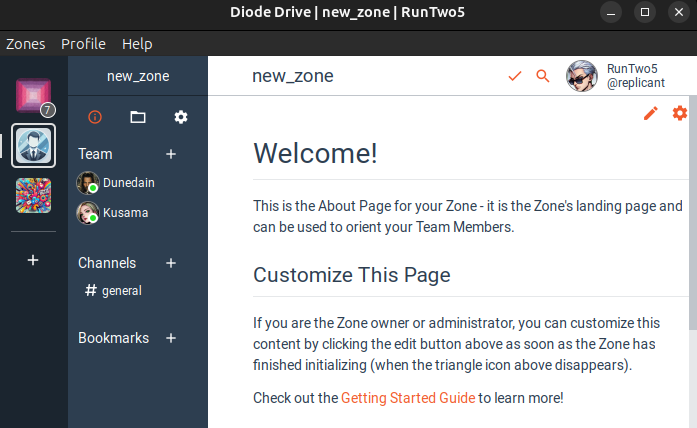 Diode Drive | new_zone | RunTwo5
Zones Profile Help
7
new_zone
Team +
Dunedain
Kusama
+
Channels +
# general
Bookmarks +
new_zone
RunTwo5
@replicant
Welcome!
This is the About Page for your Zone - it is the Zone's landing page and
can be used to orient your Team Members.
Customize This Page
If you are the Zone owner or administrator, you can customize this
content by clicking the edit button above as soon as the Zone has
finished initializing (when the triangle icon above disappears).
Check out the Getting Started Guide to learn more!